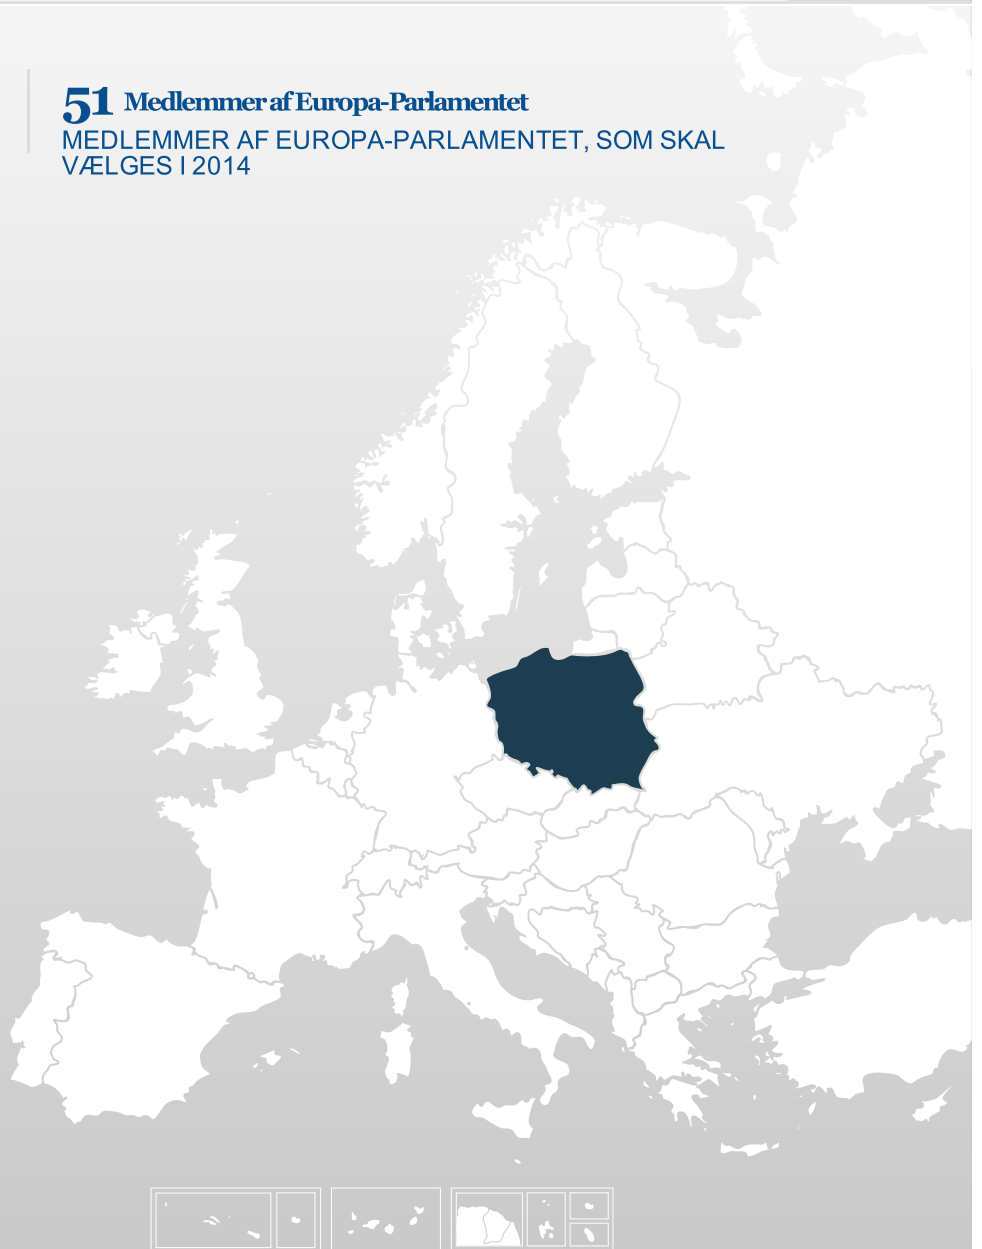 51 Medlemmer af Europa-Parlamentet
MEDLEMMER AF EUROPA-PARLAMENTET, SOM SKAL
VÆLGES I 2014